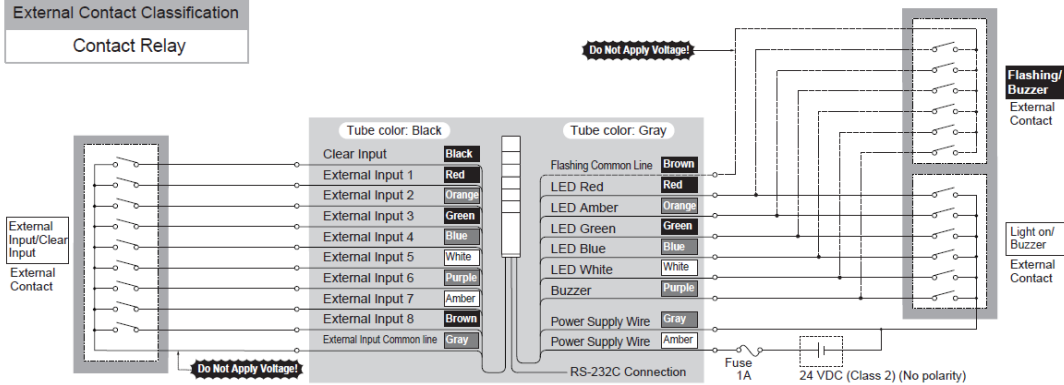 External Contact Classification
Contact Relay
Do Not Apply Voltage!
Flashing/
Buzzer
External
Contact
Tube color: Black
Tube color: Gray
Clear Input Black
External Input 1 Red
External Input 2 Orange
External Input 3 Green
External Input 4 Blue
External Input 5 White
External Input 6 Purple
External Input 7 Amber
External Input 8 Brown
External Input Common line Gray
Flashing Common Line Brown
LED Red Red
LED Amber Orange
LED Green Green
LED Blue Blue
LED White White
Buzzer Purple
Power Supply Wire Gray
Power Supply Wire Amber
RS-232C Connection
External
Input/Clear
Input
External
Contact
Do Not Apply Voltage!
Light on/
Buzzer
External
Contact
Fuse
1A
24 VDC (Class 2) (No polarity)